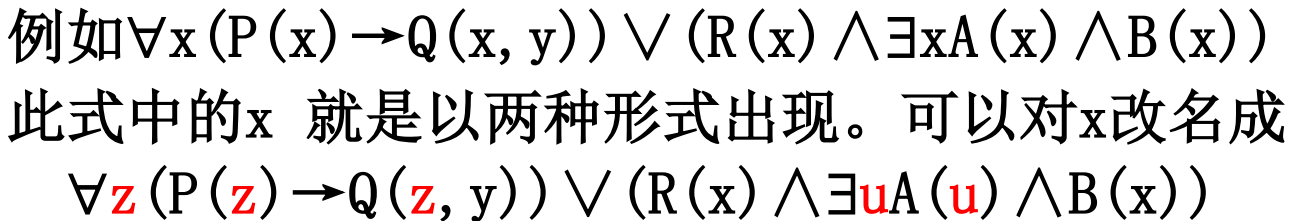 例如∀x(P(x)→Q(x,y))∨(R(x)∧∃xA(x)∧B(x))
此式中的x 就是以两种形式出现。可以对x改名成
∀z(P(z)→Q(z,y))∨(R(x)∧∃uA(u)∧B(x))